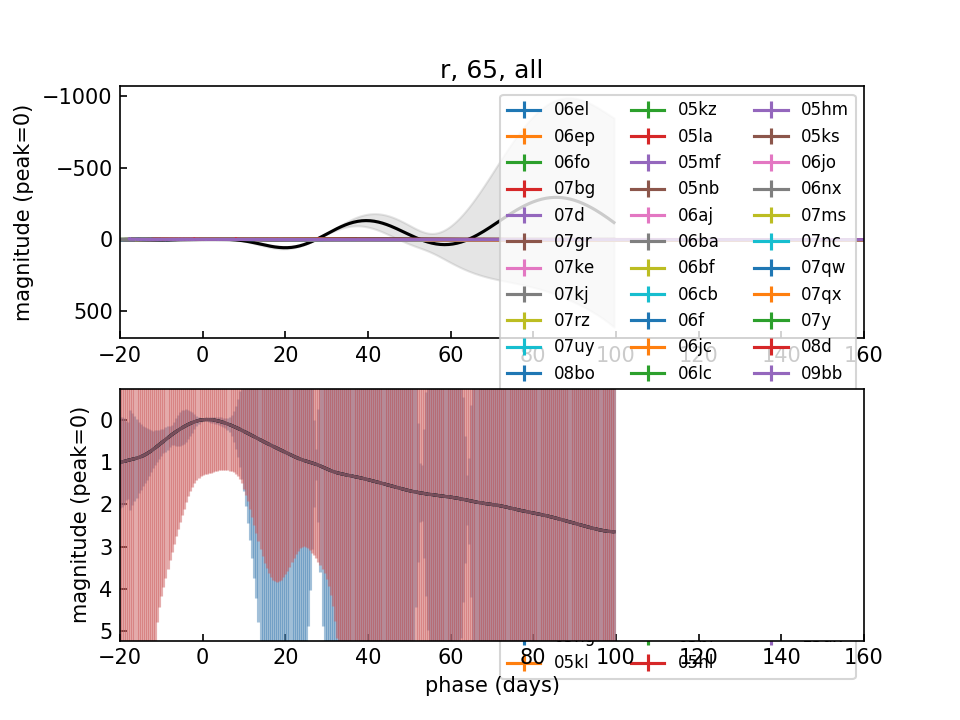 r, 65, all
magnitude (peak=0)
−1000
−500
0
500
06el 05kz 05hm
06ep 05la 05ks
06fo 05mf 06jo
07bg 05nb 06nx
07d 06aj 07ms
07gr 06ba 07nc
07ke 06bf 07qw
07kj 06cb 07qx
07rz 06f 07y
07uy 06jc 08d
08bo 06lc 09bb
−20 0 20 40 60 80 100 120 140 160
magnitude (peak=0)
0
1
2
3
4
5
−20 0 20 40 60 80 100 120 140 160
05kl
phase (days)